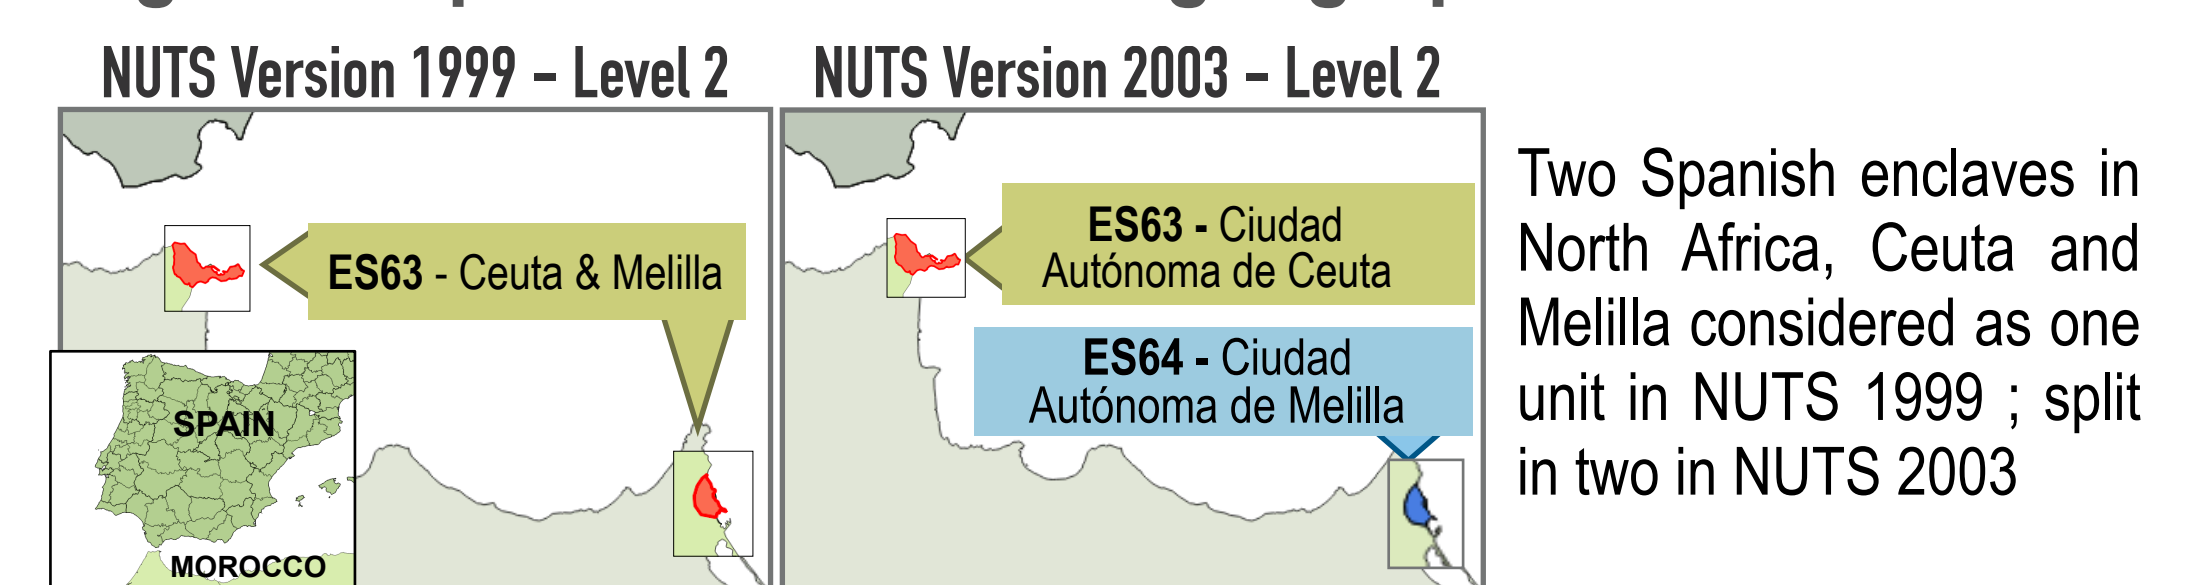 NUTS Version 1999 – Level 2
NUTS Version 2003 – Level 2
ES63 - Ceuta & Melilla
SPAIN
MOROCCO
ES63 - Ciudad
Autónoma de Ceuta
ES64 - Ciudad
Autónoma de Melilla
Two Spanish enclaves in
North Africa, Ceuta and
Melilla considered as one
unit in NUTS 1999 ; split
in two in NUTS 2003